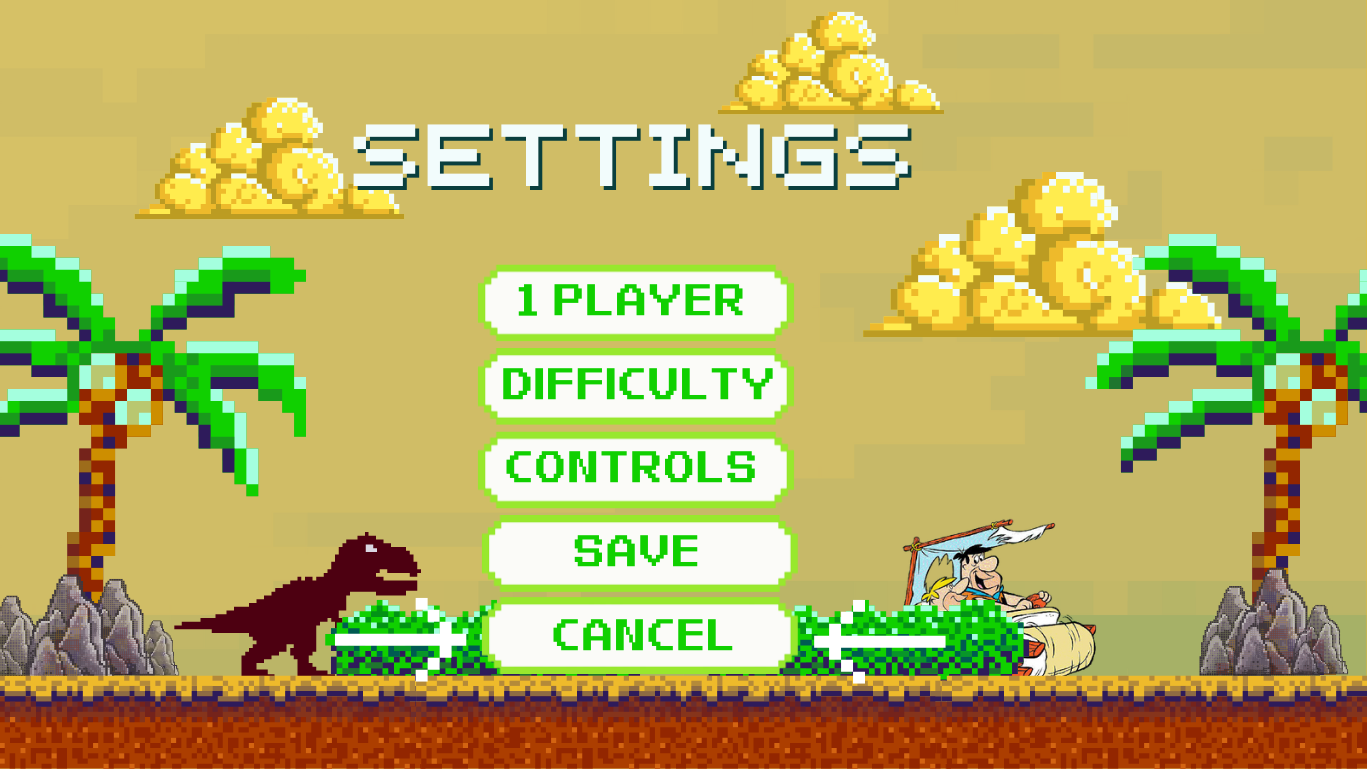 SETTINGS
1 PLAYER
DIFFICULTY
CONTROLS
SAVE
CANCEL